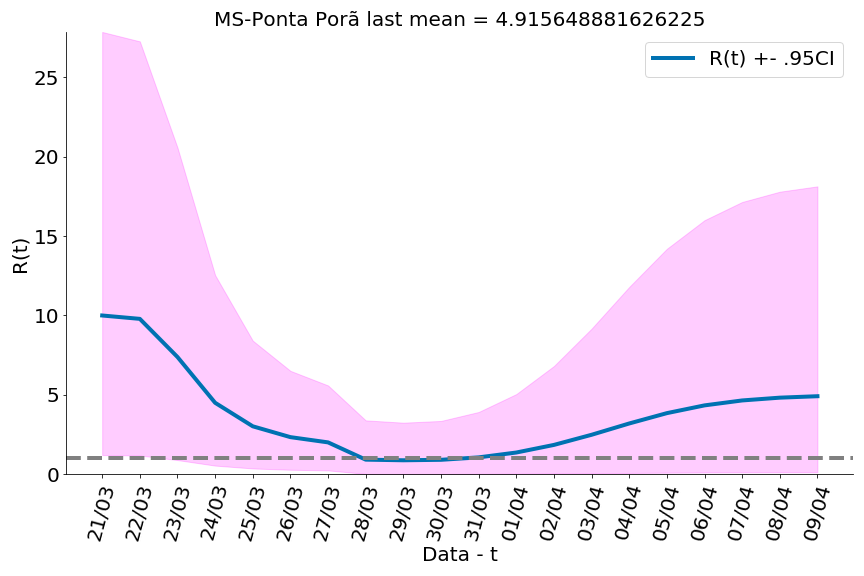 MS-Ponta Porã last mean = 4.915648881626225
R(t) +- .95CI
25
20
15
10
5
0
R(t)
21/03 22/03 23/03 24/03 25/03 26/03 27/03 28/03 29/03 30/03 31/03 01/04 02/04 03/04 04/04 05/04 06/04 07/04 08/04 09/04
Data - t